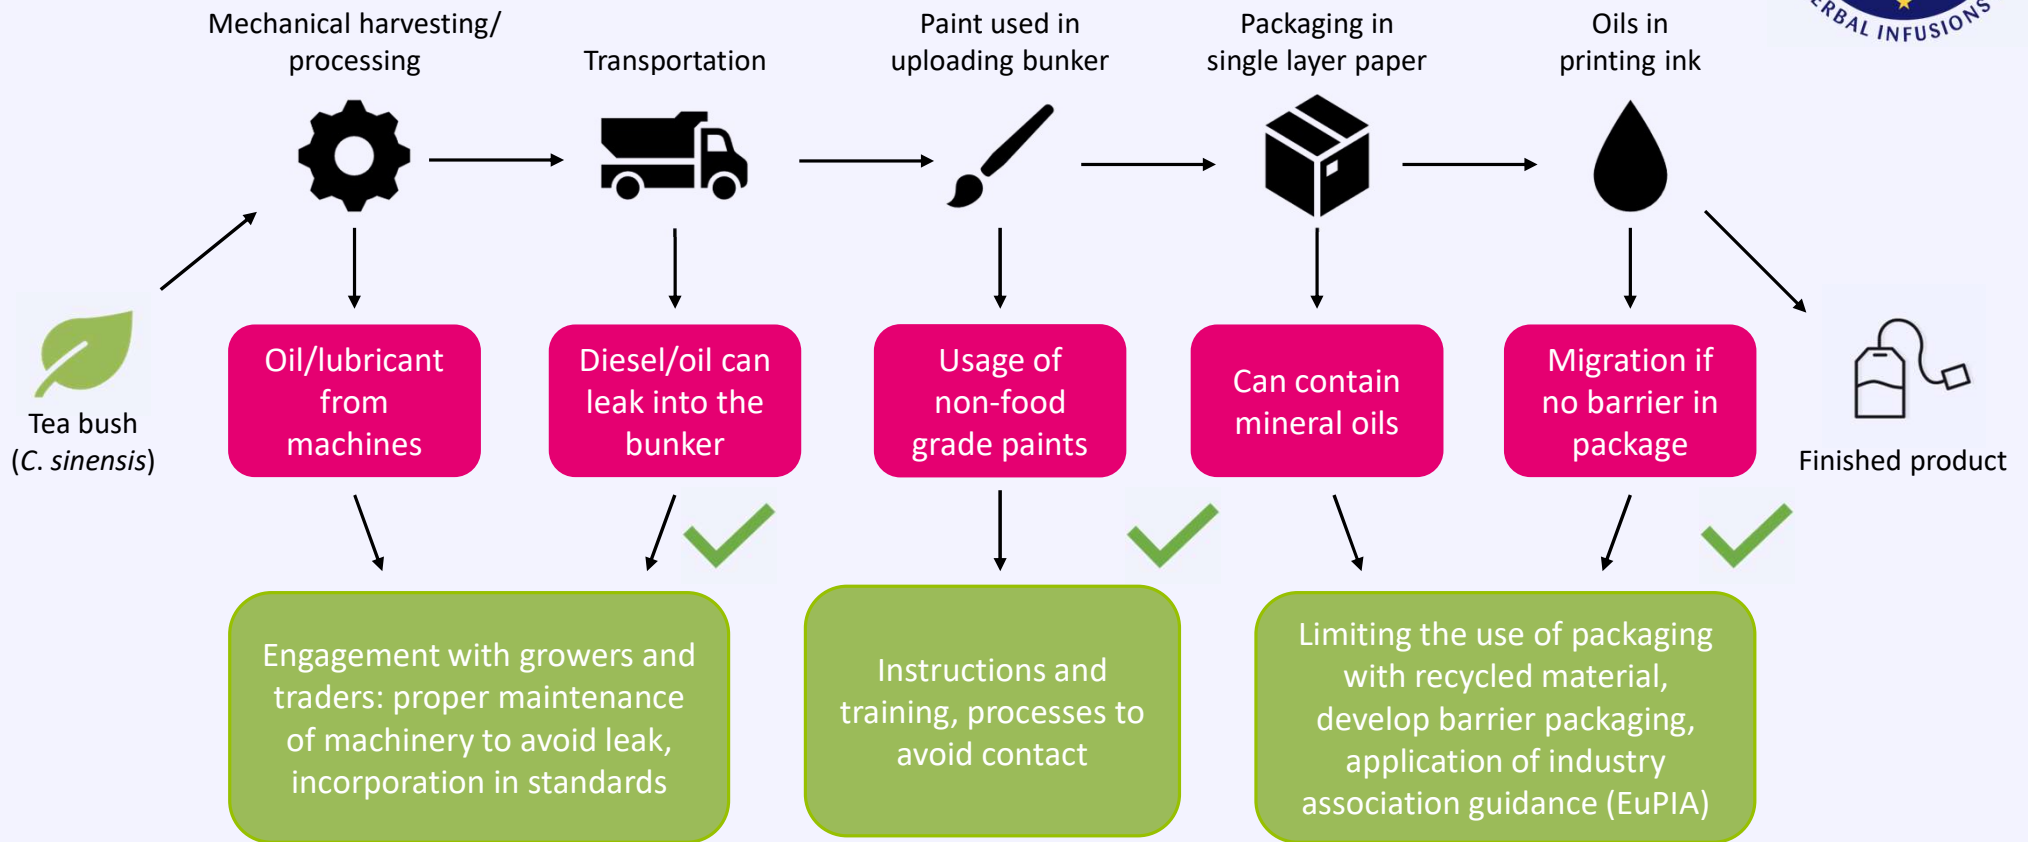 Mechanical harvesting/
processing
Transportation
Paint used in
uploading bunker
Packaging in
single layer paper
Oils in
printing ink
HERBAL INFUSIONS
Tea bush
(C. sinensis)
Oil/lubricant
from
machines
Diesel/oil can
leak into the
bunker
Usage of
non-food
grade paints
Can contain
mineral oils
Migration if
no barrier in
package
Finished product
Engagement with growers and
traders: proper maintenance
of machinery to avoid leak,
incorporation in standards
Instructions and
training, processes to
avoid contact
Limiting the use of packaging
with recycled material,
develop barrier packaging,
application of industry
association guidance (EuPIA)